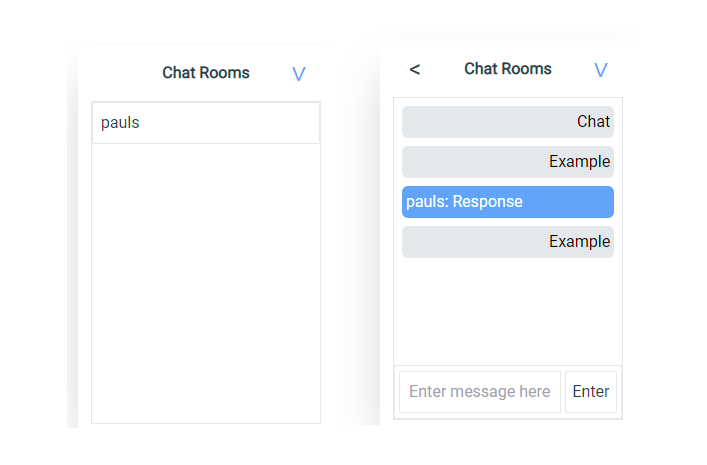 Chat Rooms V
pauls
< Chat Rooms V
Chat
Example
pauls: Response
Example
Enter message here Enter